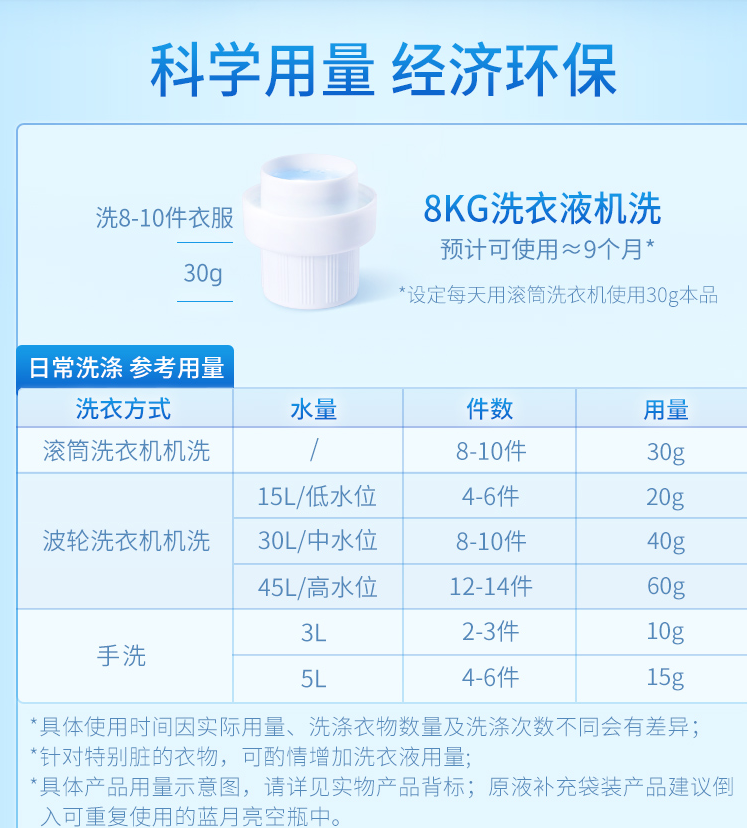 科学用量 经济环保
洗8-10件衣服
30g
8KG洗衣液机洗
预计可使用≈9个月*
*设定每天用滚筒洗衣机使用30g本品
日常洗涤 参考用量
洗衣方式 水量 件数 用量
滚筒洗衣机机洗 / 8-10件 30g
波轮洗衣机机洗
15L/低水位 4-6件 20g
30L/中水位 8-10件 40g
45L/高水位 12-14件 60g
手洗
3L 2-3件 10g
5L 4-6件 15g
*具体使用时间因实际用量、洗涤衣物数量及洗涤次数不同会有差异；
*针对特别脏的衣物，可酌情增加洗衣液用量;
*具体产品用量示意图，请详见实物产品背标；原液补充袋装产品建议倒
入可重复使用的蓝月亮空瓶中。